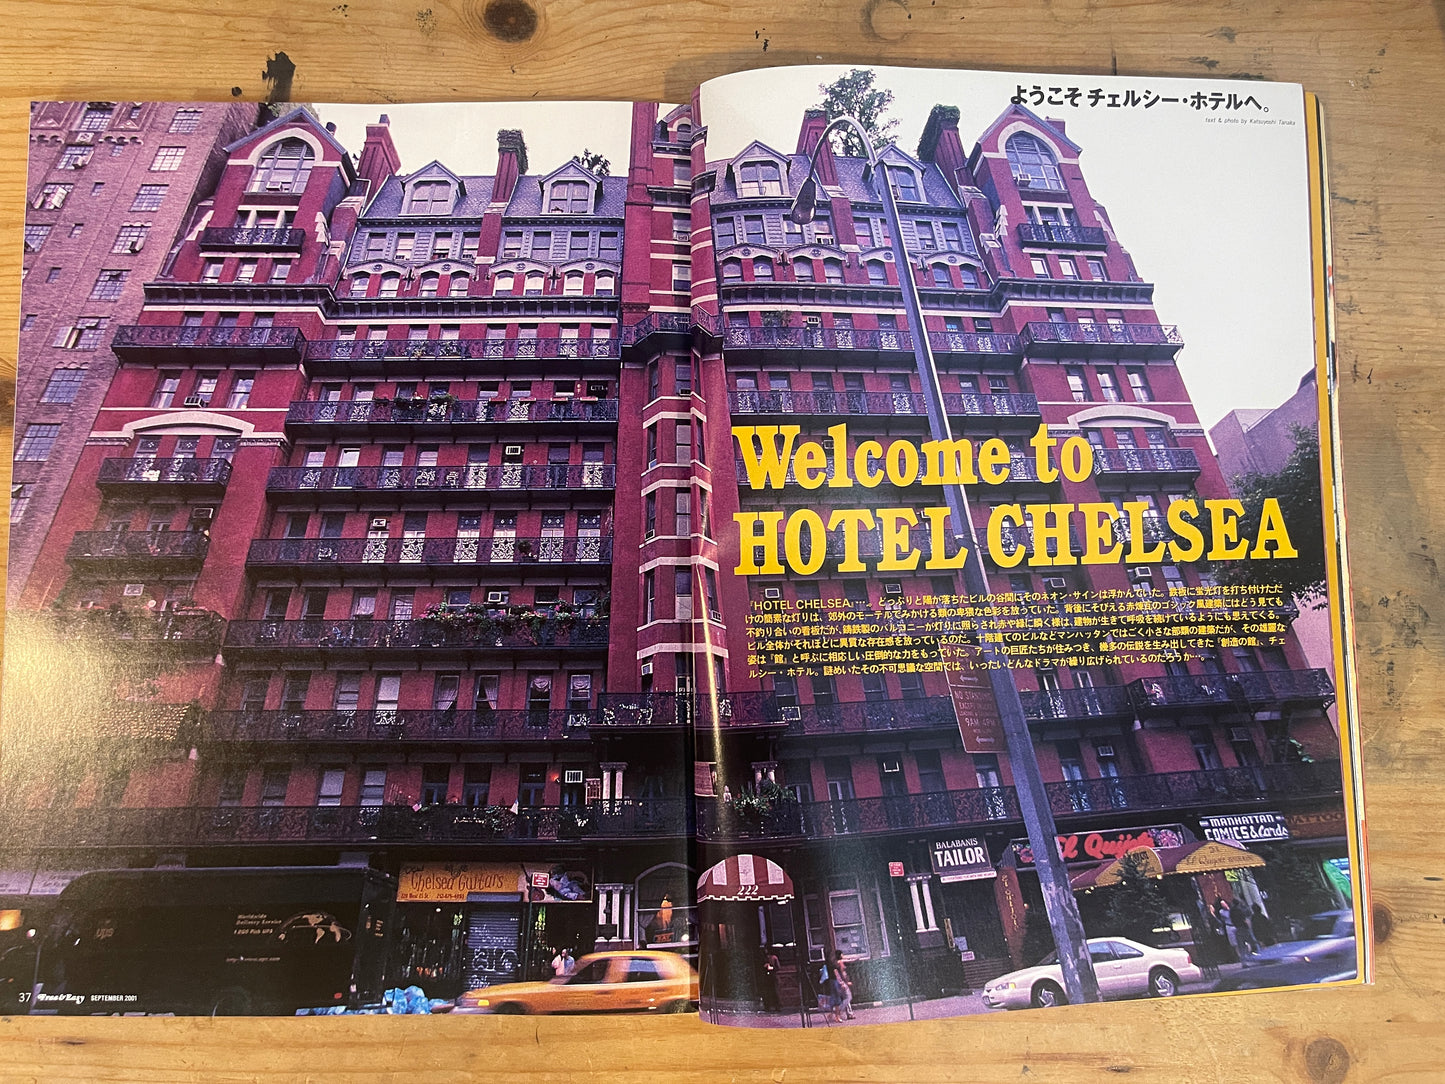 ようこそ チェルシー・ホテルへ。
text & photo by Katsuyoshi Tanaka
Welcome to
HOTEL CHELSEA
『HOTEL CHELSEA』…。どっぷりと陽が落ちたビルの谷間にそのネオン・サインは浮かんでいた。鉄板に蛍光灯を打ち付けただ
けの簡素な灯りは、郊外のモーテルでみかける類の卑猥な色彩を放っていた。背後にそびえる赤煉瓦のゴシック風建築にはどう見ても
不釣り合いの看板だが、鋳鉄製のバルコニーが灯りに照らされ赤や緑に瞬く様は、建物が生きて呼吸を続けているようにも思えてくる。
ビル全体がそれほどに異質な存在感を放っているのだ。十階建てのビルなどマンハッタンではごく小さな部類の建築だが、その雄麗な
姿は『館』と呼ぶに相応しい圧倒的な力をもっていた。アートの巨匠たちが住みつき、幾多の伝説を生み出してきた『創造の館』、チェ
ルシー・ホテル。謎めいたその不可思議な空間では、いったいどんなドラマが繰り広げられているのだろうか…。
NO STANDING
EXCEPT TRUCKS
LOADING &
9AM-4PM
MANHATTAN
COMICS & Cards
TATTOO
El Quijote
El Quijote
BALABANIS
TAILOR
222
Chelsea Guitars
ups
Worldwide
Delivery Service
1 800 Pick UPS
37 Free & Easy SEPTEMBER 2001